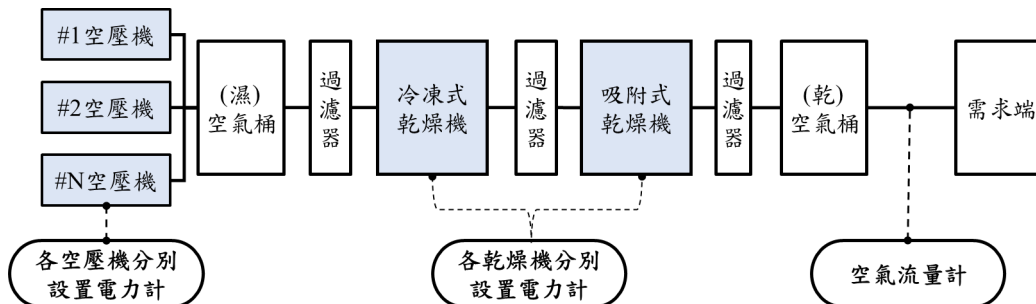 #1空壓機
#2空壓機
#N空壓機
(濕)
空氣桶
過
濾
器
冷凍式
乾燥機
過
濾
器
吸附式
乾燥機
過
濾
器
(乾)
空氣桶
需求端
各空壓機分別
設置電力計
各乾燥機分別
設置電力計
空氣流量計